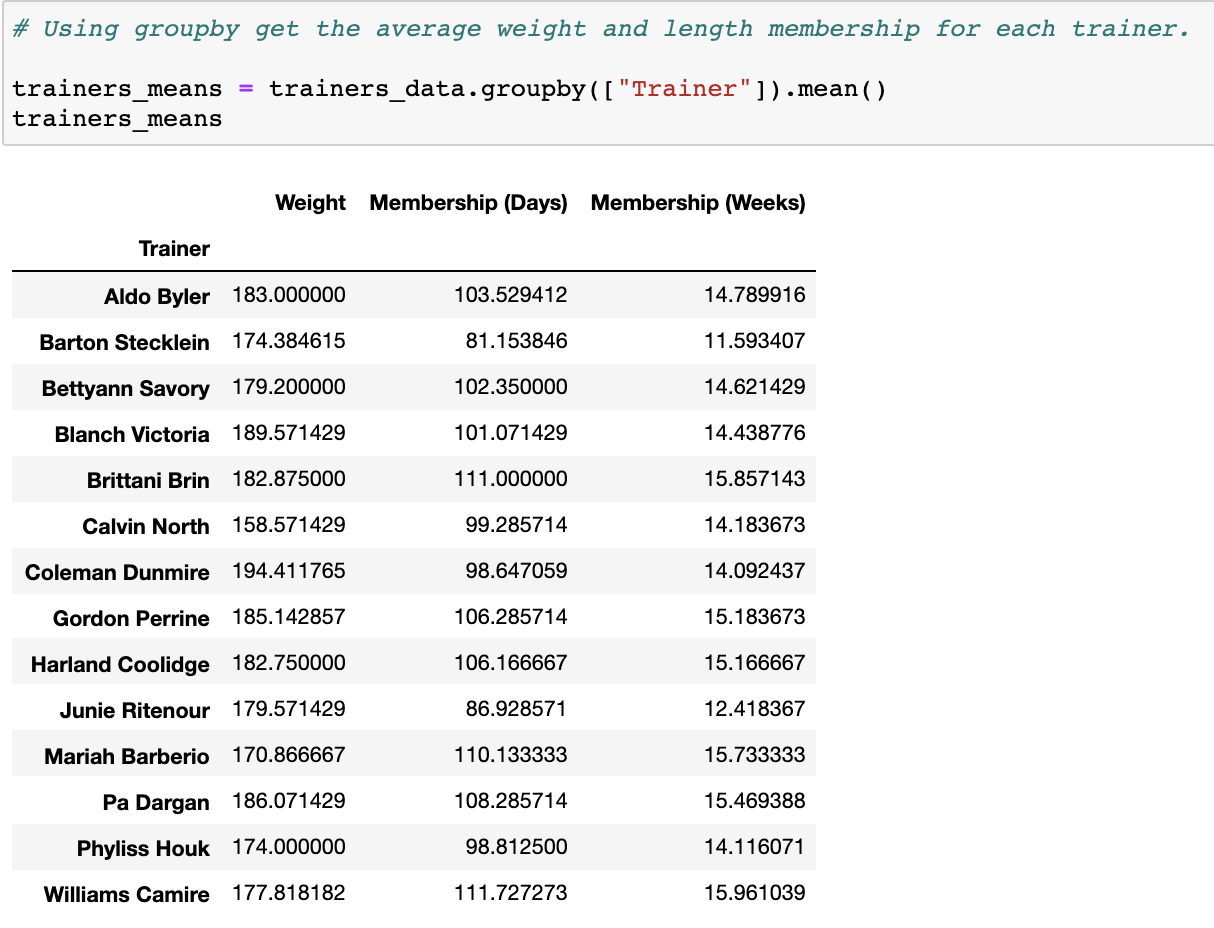 # Using groupby get the average weight and length membership for each trainer.
trainers_means = trainers_data.groupby(["Trainer"]).mean()
trainers_means
Weight Membership (Days) Membership (Weeks)
Trainer
Aldo Byler 183.000000 103.529412 14.789916
Barton Stecklein 174.384615 81.153846 11.593407
Bettyann Savory 179.200000 102.350000 14.621429
Blanch Victoria 189.571429 101.071429 14.438776
Brittani Brin 182.875000 111.000000 15.857143
Calvin North 158.571429 99.285714 14.183673
Coleman Dunmire 194.411765 98.647059 14.092437
Gordon Perrine 185.142857 106.285714 15.183673
Harland Coolidge 182.750000 106.166667 15.166667
Junie Ritenour 179.571429 86.928571 12.418367
Mariah Barberio 170.866667 110.133333 15.733333
Pa Dargan 186.071429 108.285714 15.469388
Phyliss Houk 174.000000 98.812500 14.116071
Williams Camire 177.818182 111.727273 15.961039